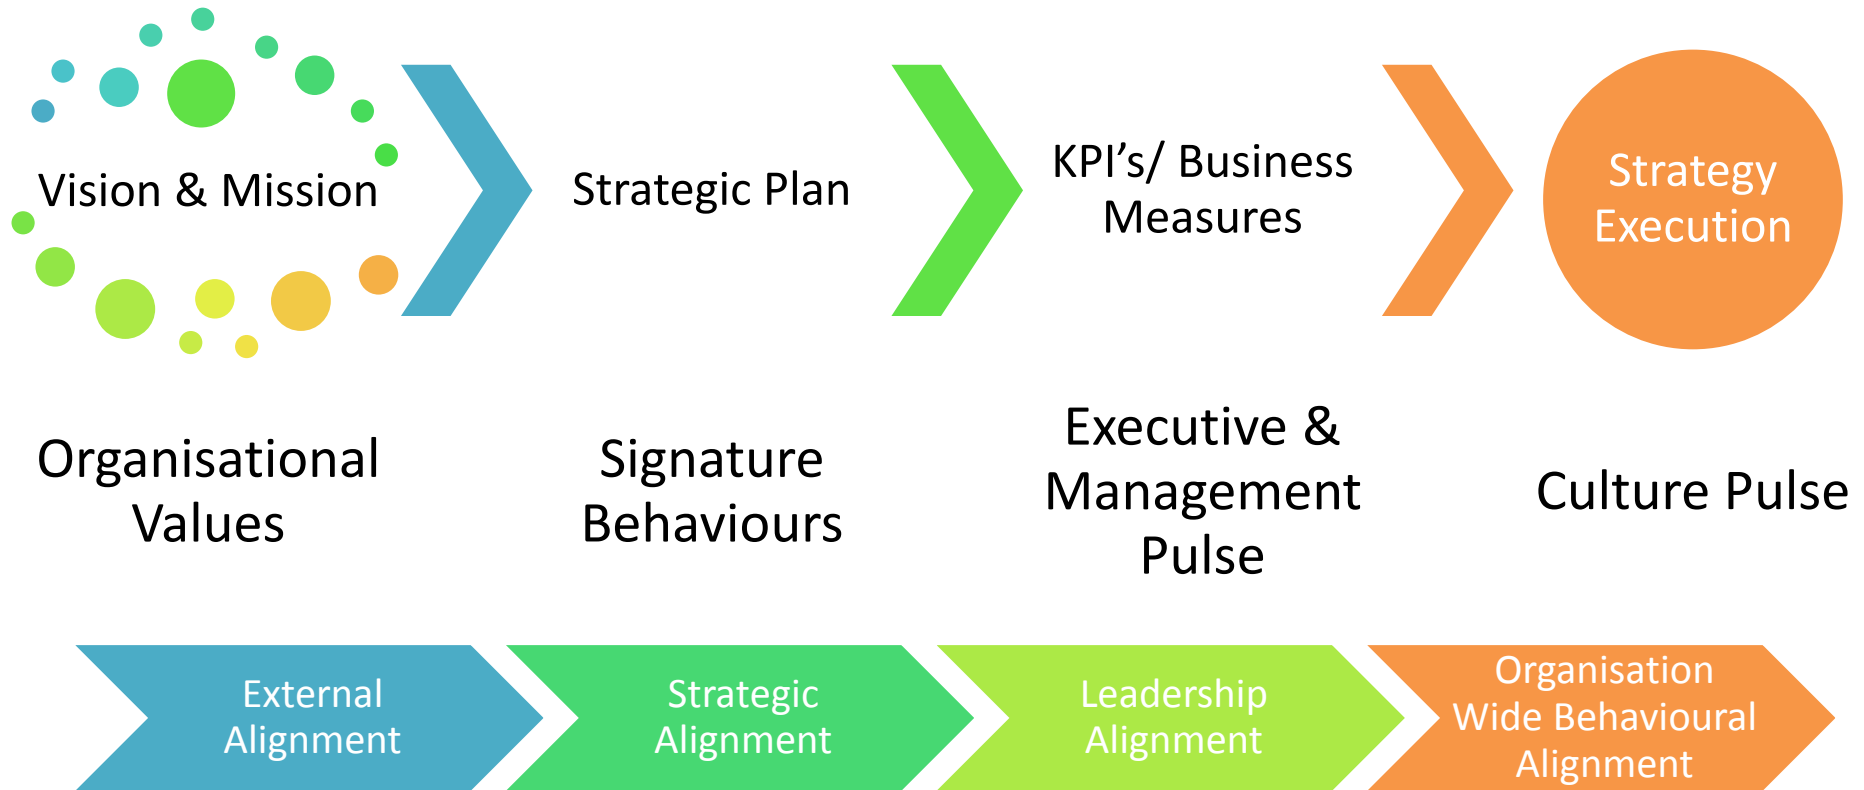 Vision & Mission
Strategic Plan
KPI’s/ Business
Measures
Strategy
Execution
Organisational
Values
Signature
Behaviours
Executive &
Management
Pulse
Culture Pulse
External
Alignment
Strategic
Alignment
Leadership
Alignment
Organisation
Wide Behavioural
Alignment